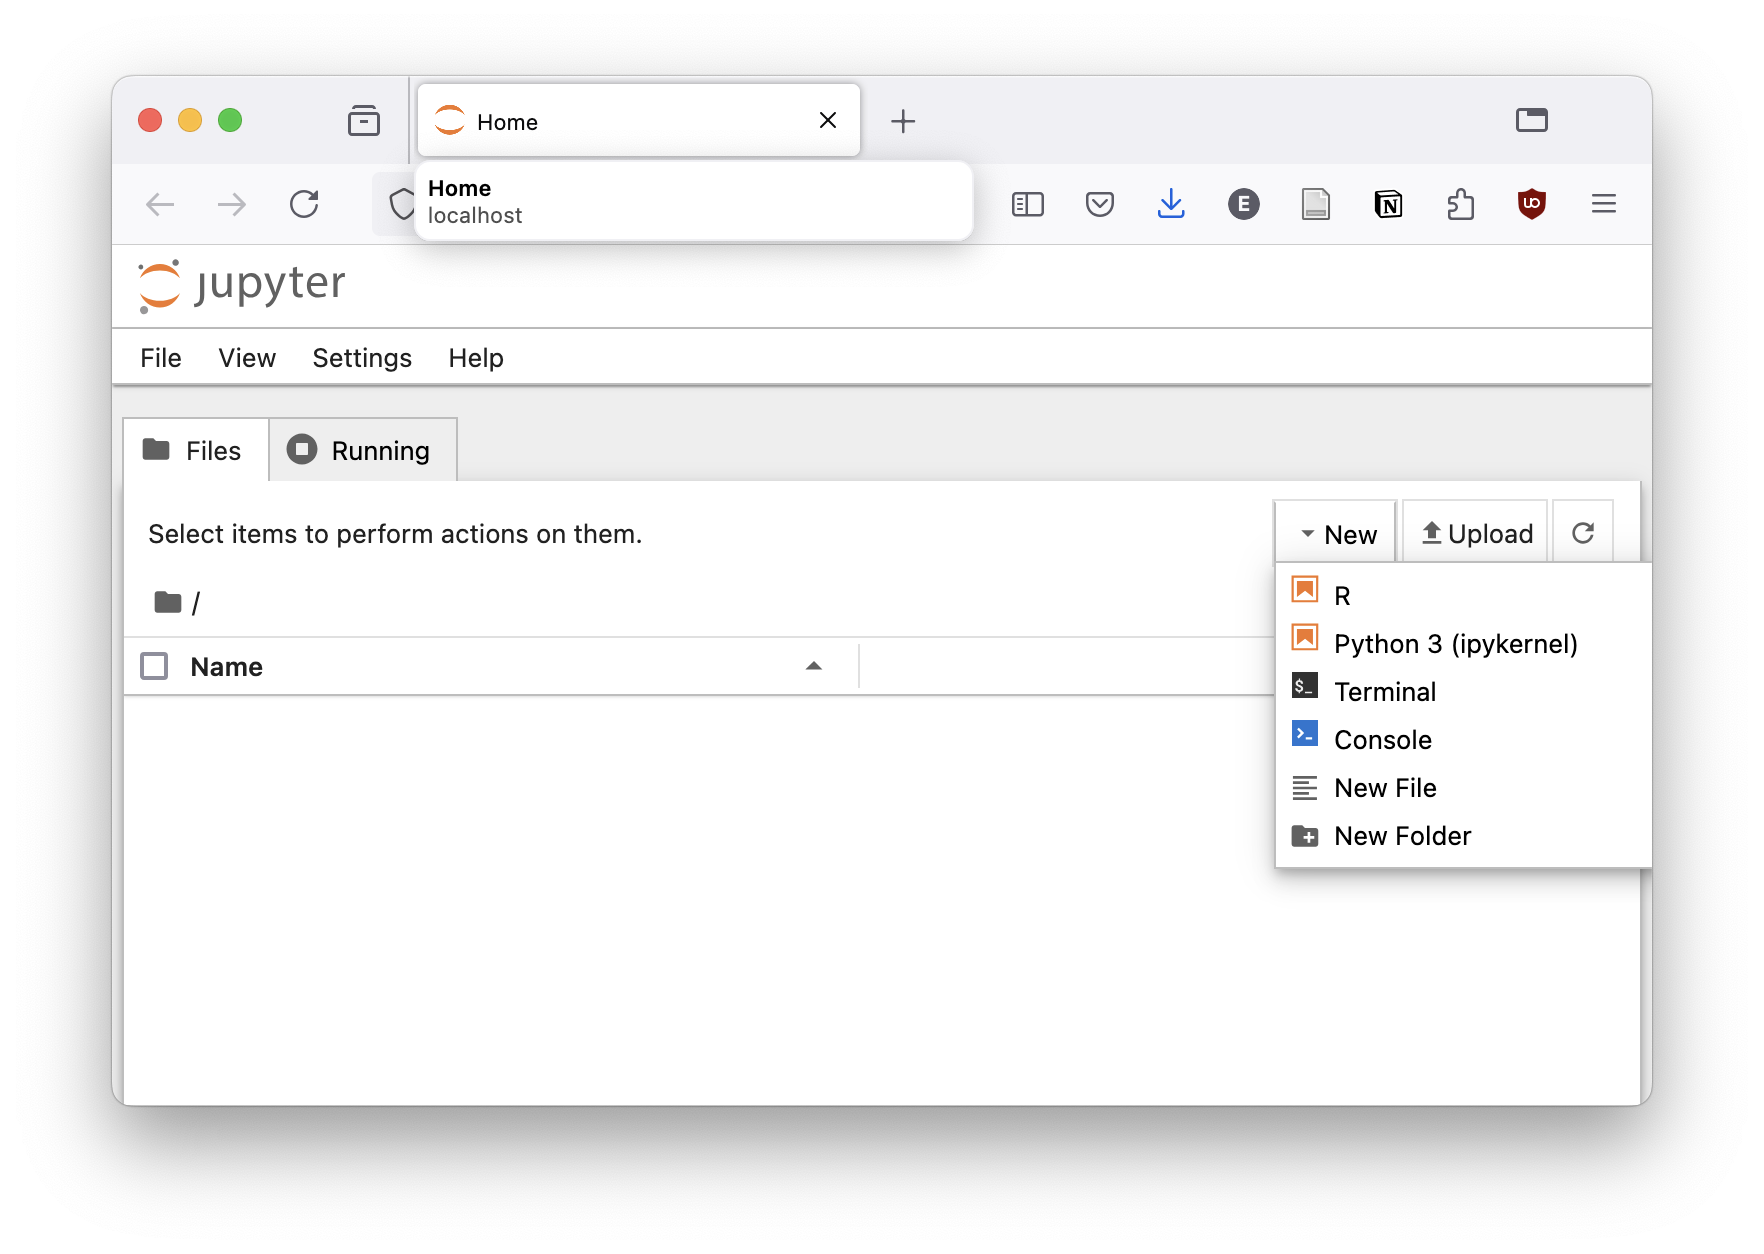 Home
Home
localhost
E
N
UO
jupyter
File View Settings Help
Files Running
Select items to perform actions on them.
New Upload
/
Name
R
Python 3 (ipykernel)
$_ Terminal
>_ Console
New File
New Folder